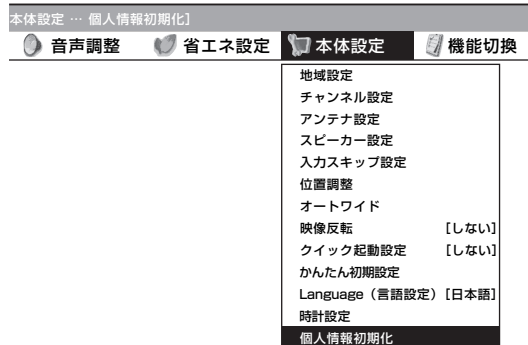 本体設定 … 個人情報初期化]
音声調整 省エネ設定 本体設定 機能切換
地域設定
チャンネル設定
アンテナ設定
スピーカー設定
入力スキップ設定
位置調整
オートワイド
映像反転 [しない]
クイック起動設定 [しない]
かんたん初期設定
Language（言語設定）[日本語]
時計設定
個人情報初期化